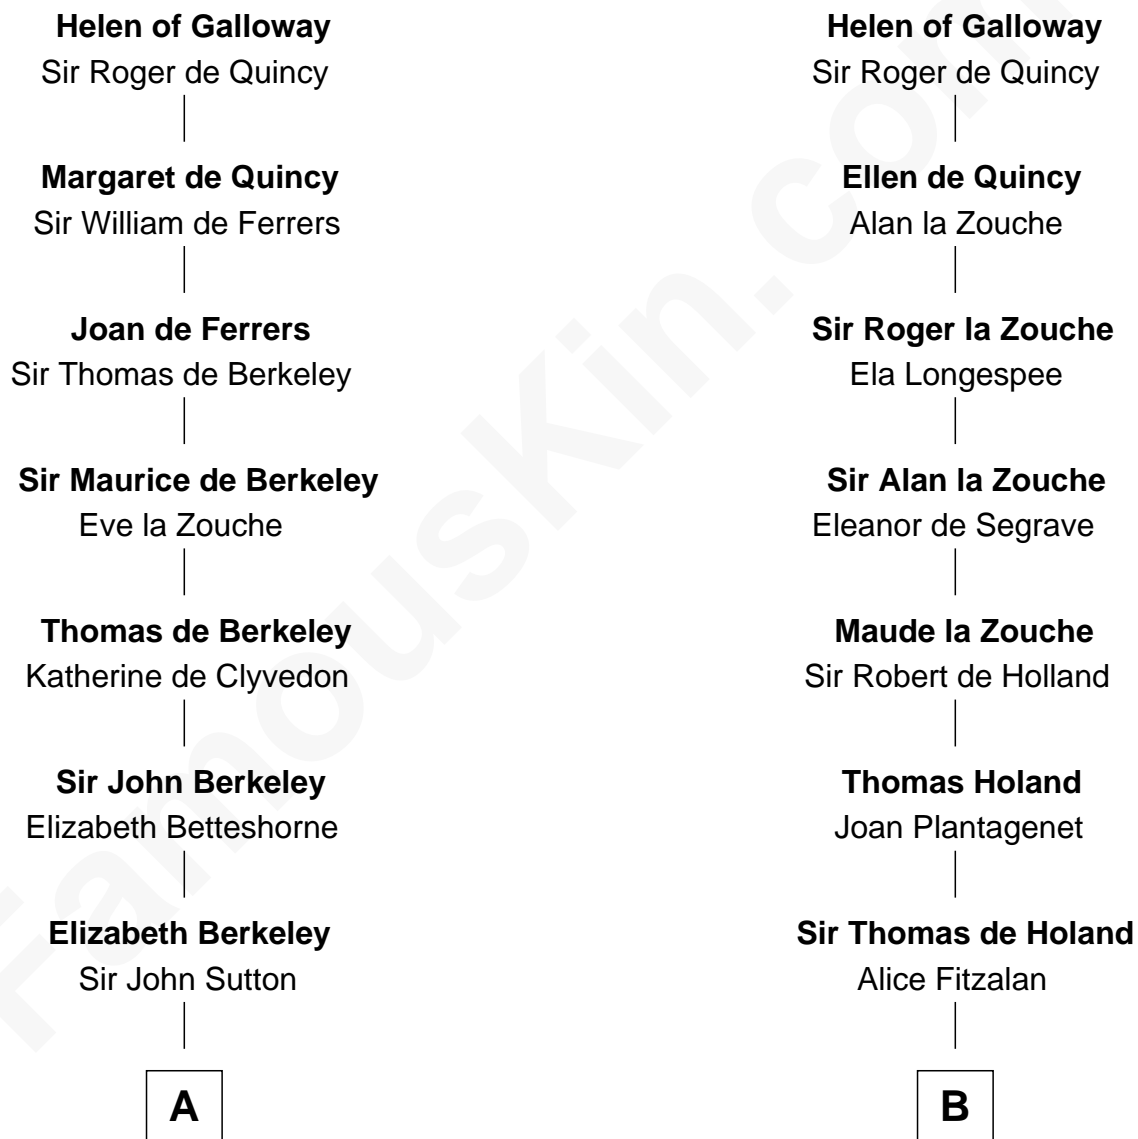 Helen of Galloway
Sir Roger de Quincy
Margaret de Quincy
Sir William de Ferrers
Joan de Ferrers
Sir Thomas de Berkeley
Sir Maurice de Berkeley
Eve la Zouche
Thomas de Berkeley
Katherine de Clyvedon
Sir John Berkeley
Elizabeth Betteshorne
Elizabeth Berkeley
Sir John Sutton
A
Helen of Galloway
Sir Roger de Quincy
Ellen de Quincy
Alan la Zouche
Sir Roger la Zouche
Ela Longespee
Sir Alan la Zouche
Eleanor de Segrave
Maude la Zouche
Sir Robert de Holland
Thomas Holand
Joan Plantagenet
Sir Thomas de Holand
Alice Fitzalan
B
FamousKin.com